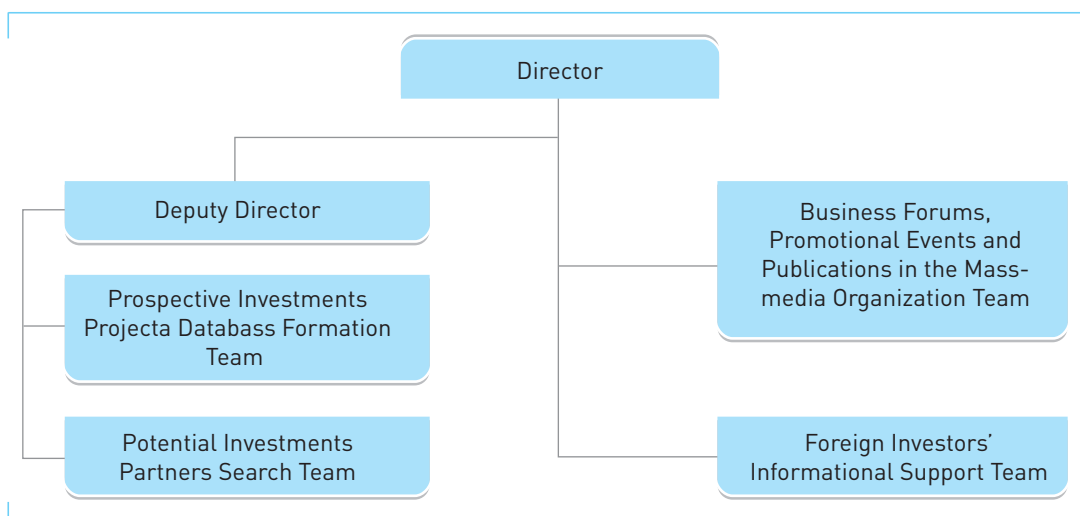 Director
Deputy Director
Prospective Investments
Projecta Databass Formation
Team
Potential Investments
Partners Search Team
Business Forums,
Promotional Events and
Publications in the Mass-
media Organization Team
Foreign Investors’
Informational Support Team